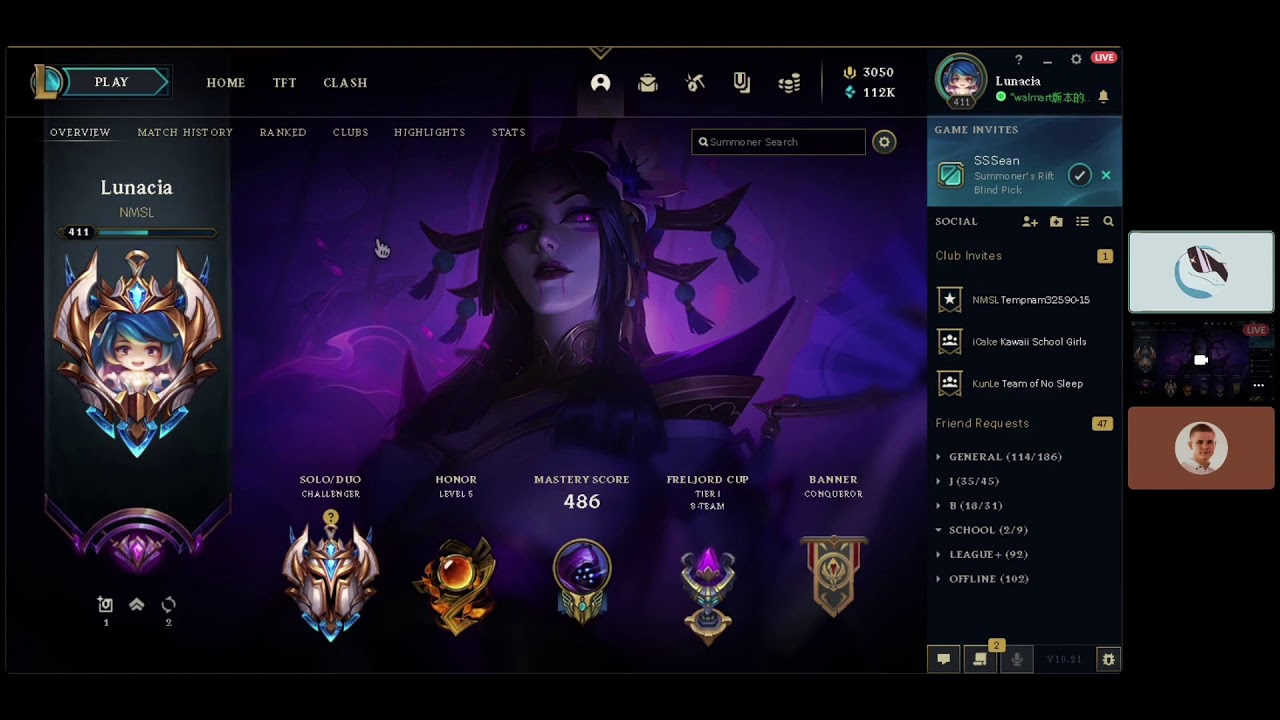 PLAY
HOME
TFT
CLASH
3050
112K
? LIVE
Lunacia
411
"walmart版本的..
OVERVIEW
MATCH HISTORY
RANKED
CLUBS
HIGHLIGHTS
STATS
Summoner Search
Lunacia
NMSL
411
SOLO/DUO
CHALLENGER
?
HONOR
LEVEL 5
MASTERY SCORE
486
FRELJORD CUP
TIER I
8-TEAM
BANNER
CONQUEROR
1
2
GAME INVITES
SSSean
Summoner's Rift
Blind Pick
SOCIAL
Club Invites
1
NMSL Tempnam32590-15
iCake Kawaii School Girls
KunLe Team of No Sleep
Friend Requests
47
GENERAL (114/186)
J (35/45)
B (18/31)
SCHOOL (2/9)
LEAGUE+ (92)
OFFLINE (102)
2
V10.21
LIVE